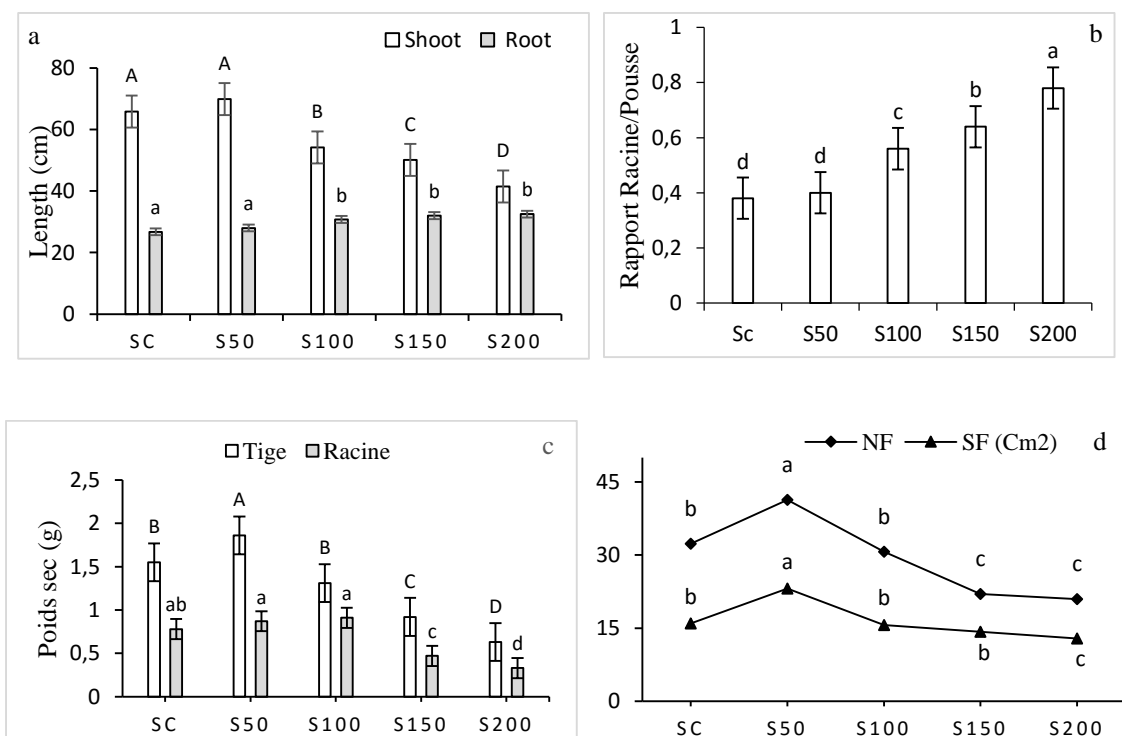 a
Shoot Root
Length (cm)
80
60
40
20
0
A A B C D
a a b b b
SC S50 S100 S150 S200
b
Rapport Racine/Pousse
1
0,8
0,6
0,4
0,2
0
d d c b a
Sc S50 S100 S150 S200
Tige Racine
c
Poids sec (g)
2,5
2
1,5
1
0,5
0
B A B C D
ab a a c d
SC S50 S100 S150 S200
NF SF (Cm2)
d
45
30
15
0
b a b c c
b a b b c
SC S50 S100 S150 S200